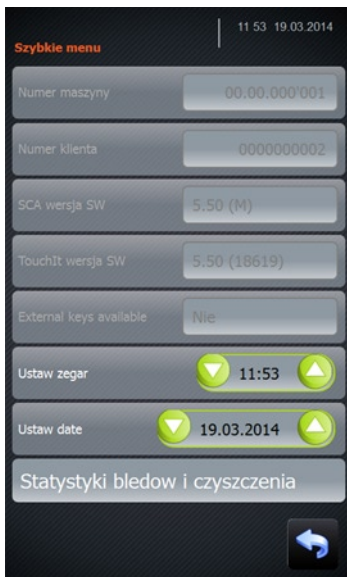 11 53 19.03.2014
Szybkie menu
Numer maszyny 00.00.000'001
Numer klienta 0000000002
SCA wersja SW 5.50 (M)
TouchIt wersja SW 5.50 (18619)
External keys available Nie
Ustaw zegar 11:53
Ustaw date 19.03.2014
Statystyki bledow i czyszczenia